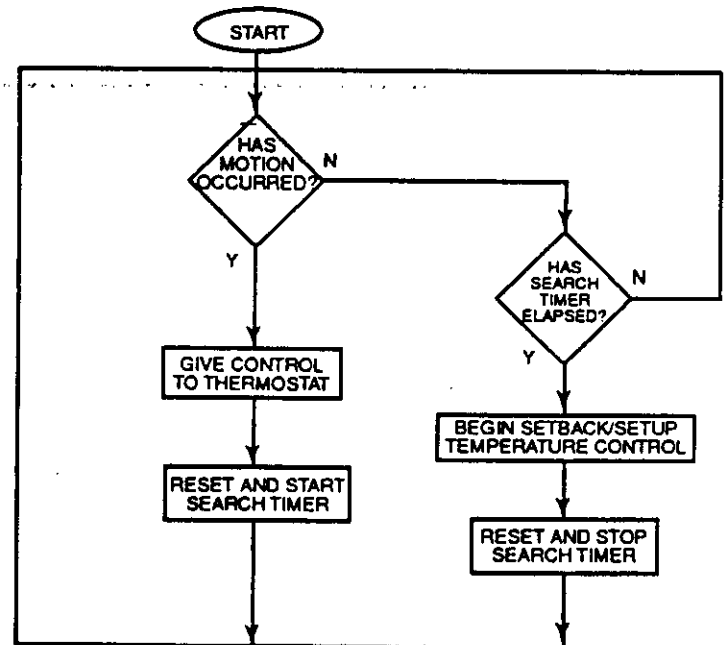 START
HAS
MOTION
OCCURRED?
N
Y
HAS
SEARCH
TIMER
ELAPSED?
N
Y
GIVE CONTROL
TO THERMOSTAT
BEGIN SETBACK/SETUP
TEMPERATURE CONTROL
RESET AND START
SEARCH TIMER
RESET AND STOP
SEARCH TIMER